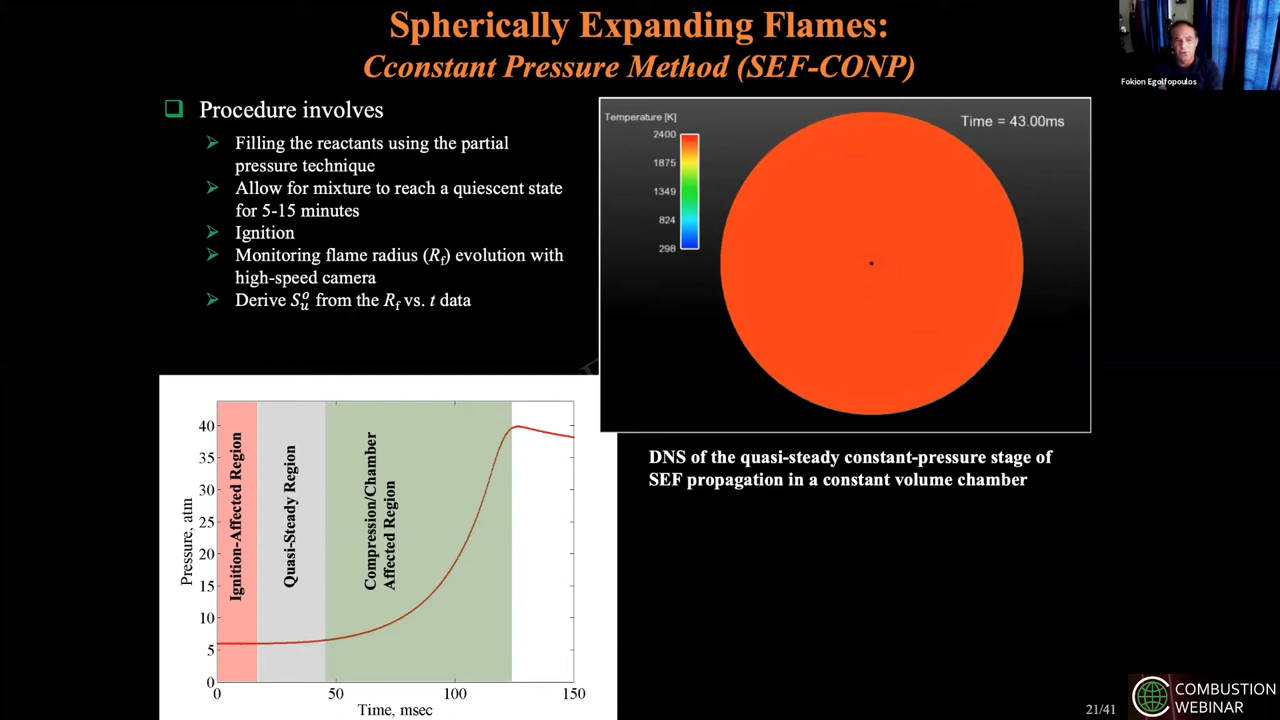 Spherically Expanding Flames:
Cconstant Pressure Method (SEF-CONP)
Fokion Egolfopoulos
❑ Procedure involves
➢ Filling the reactants using the partial
pressure technique
➢ Allow for mixture to reach a quiescent state
for 5-15 minutes
➢ Ignition
➢ Monitoring flame radius (Rf) evolution with
high-speed camera
➢ Derive S_u^o from the Rf vs. t data
Temperature [K]
2400
1875
1349
824
298
Time = 43.00ms
DNS of the quasi-steady constant-pressure stage of
SEF propagation in a constant volume chamber
Pressure, atm
40
35
30
25
20
15
10
5
0
Ignition-Affected Region
Quasi-Steady Region
Compression/Chamber
Affected Region
0
50
100
150
Time, msec
21/41
COMBUSTION
WEBINAR